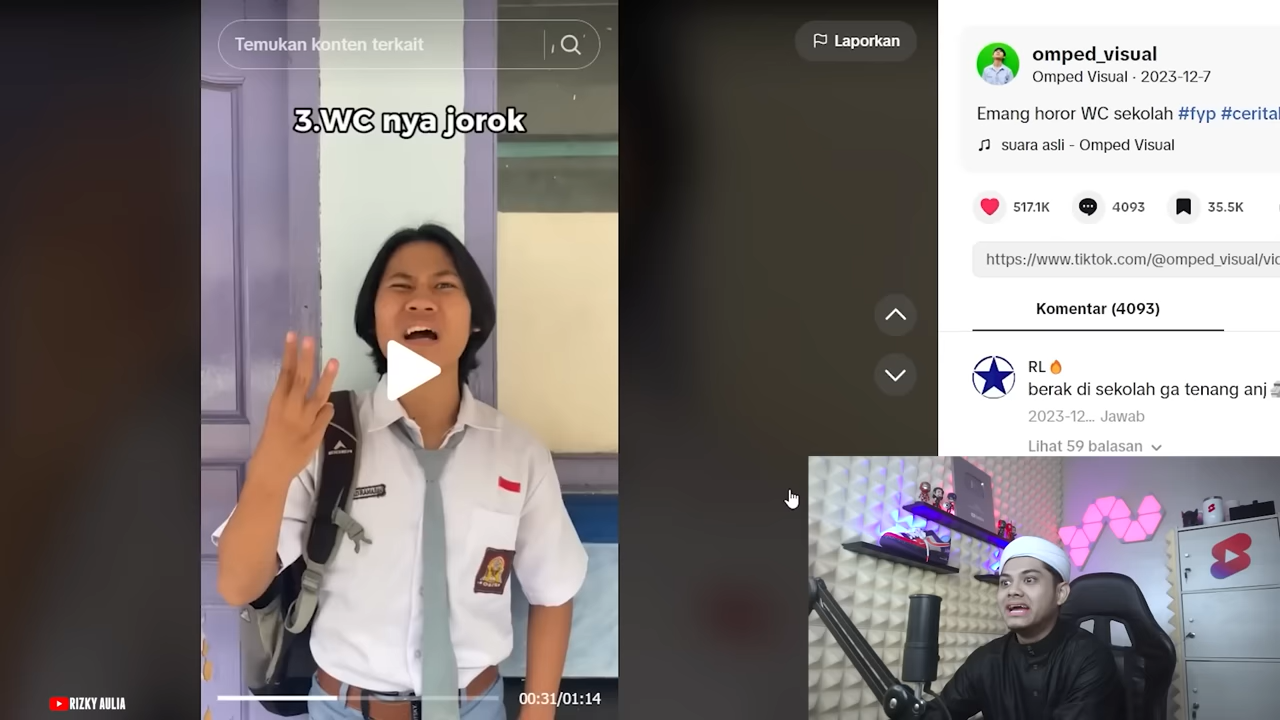 Temukan konten terkait
Laporkan
3.WC nya jorok
omped_visual
Omped Visual · 2023-12-7
Emang horor WC sekolah #fyp #cerita
suara asli - Omped Visual
517.1K
4093
35.5K
https://www.tiktok.com/@omped_visual/vi
Komentar (4093)
RL🔥
berak di sekolah ga tenang anj
2023-12... Jawab
Lihat 59 balasan
00:31/01:14
RIZKY AULIA